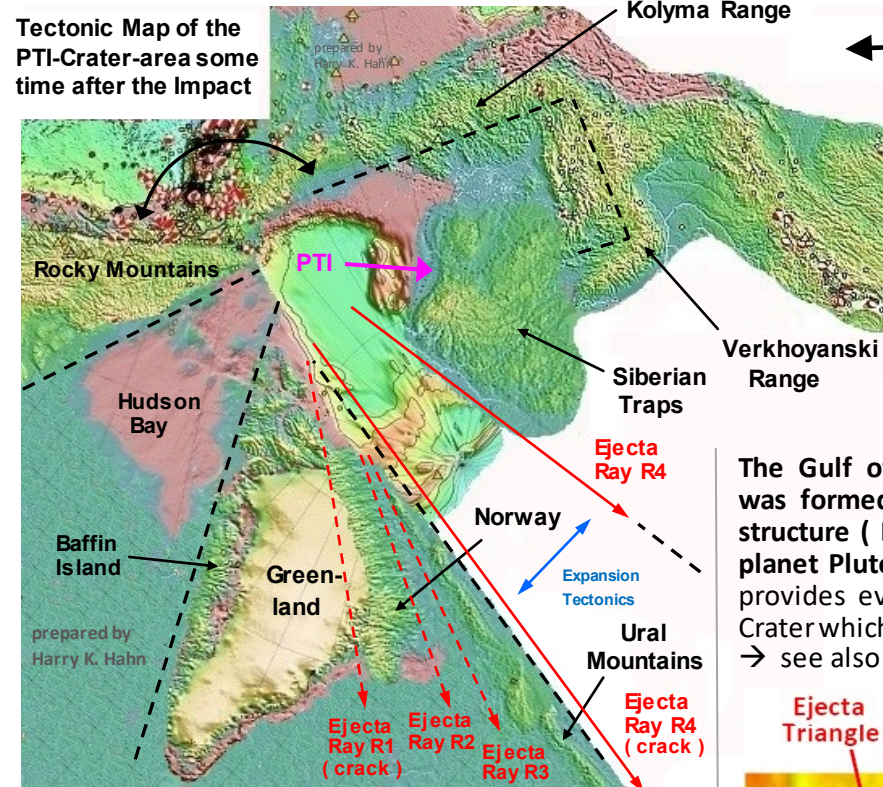 Tectonic Map of the
PTI-Crater-area some
time after the Impact
prepared by
Harry K. Hahn
Kolyma Range
Rocky Mountains
PTI
Hudson
Bay
Siberian
Traps
Verkhoyanski
Range
Ejecta
Ray R4
Norway
Baffin
Island
Green-
land
Expansion
Tectonics
Ural
Mountains
prepared by
Harry K. Hahn
Ejecta
Ray R1
( crack )
Ejecta
Ray R2
Ejecta
Ray R3
Ejecta
Ray R4
( crack )
The Gulf of
was formed
structure (
planet Plut
provides ev
Crater which
→ see also
Ejecta
Triangle